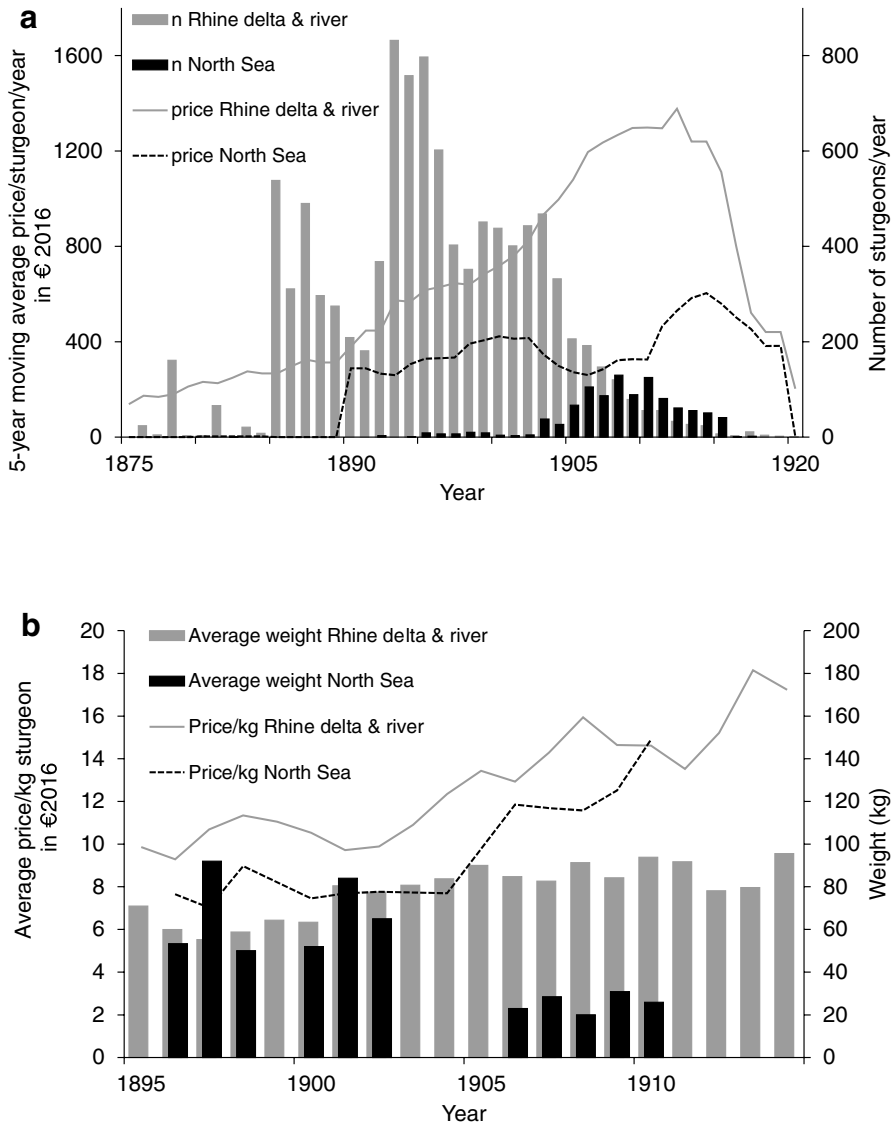 a
n Rhine delta & river
n North Sea
price Rhine delta & river
price North Sea
5-year moving average price/sturgeon/year
in € 2016
1600
1200
800
400
0
800
600
400
200
0
Number of sturgeons/year
1875
1890
1905
1920
Year
b
Average weight Rhine delta & river
Average weight North Sea
Price/kg Rhine delta & river
Price/kg North Sea
Average price/kg sturgeon
in €2016
20
18
16
14
12
10
8
6
4
2
0
200
180
160
140
120
100
80
60
40
20
0
Weight (kg)
1895
1900
1905
1910
Year